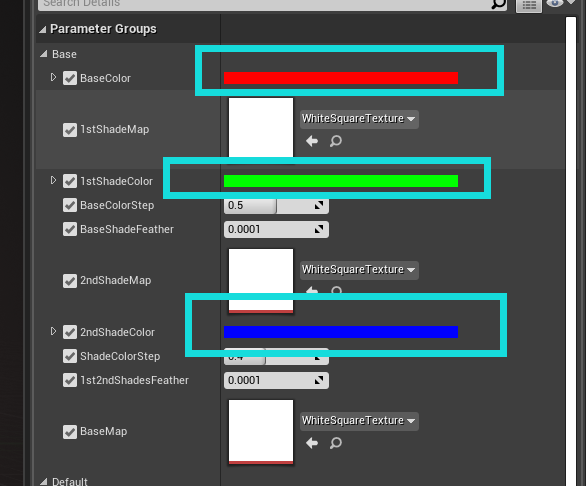 Search Details
Parameter Groups
Base
BaseColor
1stShadeMap
WhiteSquareTexture
1stShadeColor
BaseColorStep
0.5
BaseShadeFeather
0.0001
2ndShadeMap
WhiteSquareTexture
2ndShadeColor
ShadeColorStep
0.4
1st2ndShadesFeather
0.0001
BaseMap
WhiteSquareTexture
Default